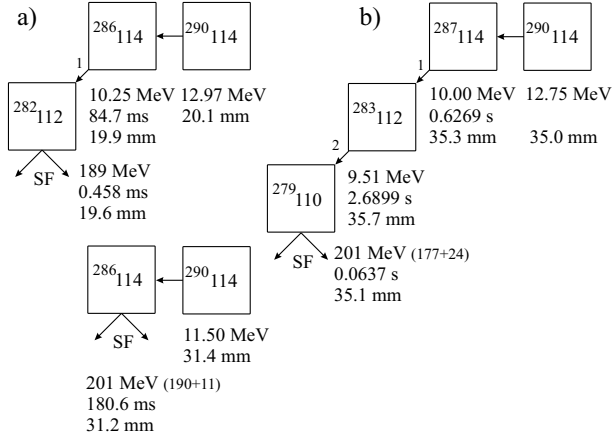 a)
²⁸⁶114
²⁹⁰114
1
²⁸²112
10.25 MeV
84.7 ms
19.9 mm
12.97 MeV
20.1 mm
SF
189 MeV
0.458 ms
19.6 mm
²⁸⁶114
²⁹⁰114
SF
11.50 MeV
31.4 mm
201 MeV (190+11)
180.6 ms
31.2 mm
b)
²⁸⁷114
²⁹⁰114
1
²⁸³112
10.00 MeV
0.6269 s
35.3 mm
12.75 MeV
35.0 mm
2
²⁷⁹110
9.51 MeV
2.6899 s
35.7 mm
SF
201 MeV (177+24)
0.0637 s
35.1 mm